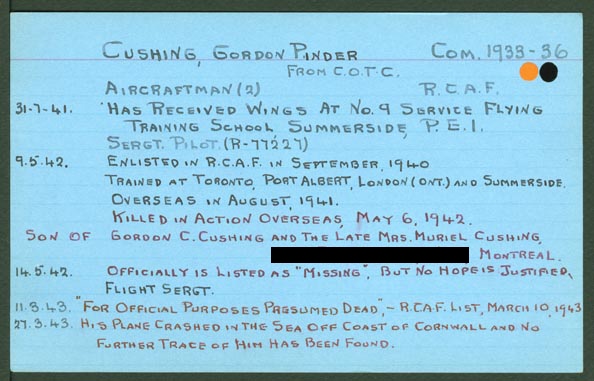 CUSHING, GORDON PINDER COM. 1933-36
FROM C.O.T.C.
AIRCRAFTMAN (2) R.C.A.F.
31-7-41. HAS RECEIVED WINGS AT NO. 9 SERVICE FLYING
TRAINING SCHOOL SUMMERSIDE, P.E.I.
SERGT. PILOT. (R-77227)
9.5.42. ENLISTED IN R.C.A.F. IN SEPTEMBER, 1940
TRAINED AT TORONTO, PORT ALBERT, LONDON (ONT.) AND SUMMERSIDE.
OVERSEAS IN AUGUST, 1941.
KILLED IN ACTION OVERSEAS, MAY 6, 1942.
SON OF GORDON C. CUSHING AND THE LATE MRS. MURIEL CUSHING,
MONTREAL.
14.5.42. OFFICIALLY IS LISTED AS "MISSING", BUT NO HOPE IS JUSTIFIED.
FLIGHT SERGT.
11.3.43. "FOR OFFICIAL PURPOSES PRESUMED DEAD", - R.C.A.F. LIST, MARCH 10, 1943
27.3.43. HIS PLANE CRASHED IN THE SEA OFF COAST OF CORNWALL AND NO
FURTHER TRACE OF HIM HAS BEEN FOUND.